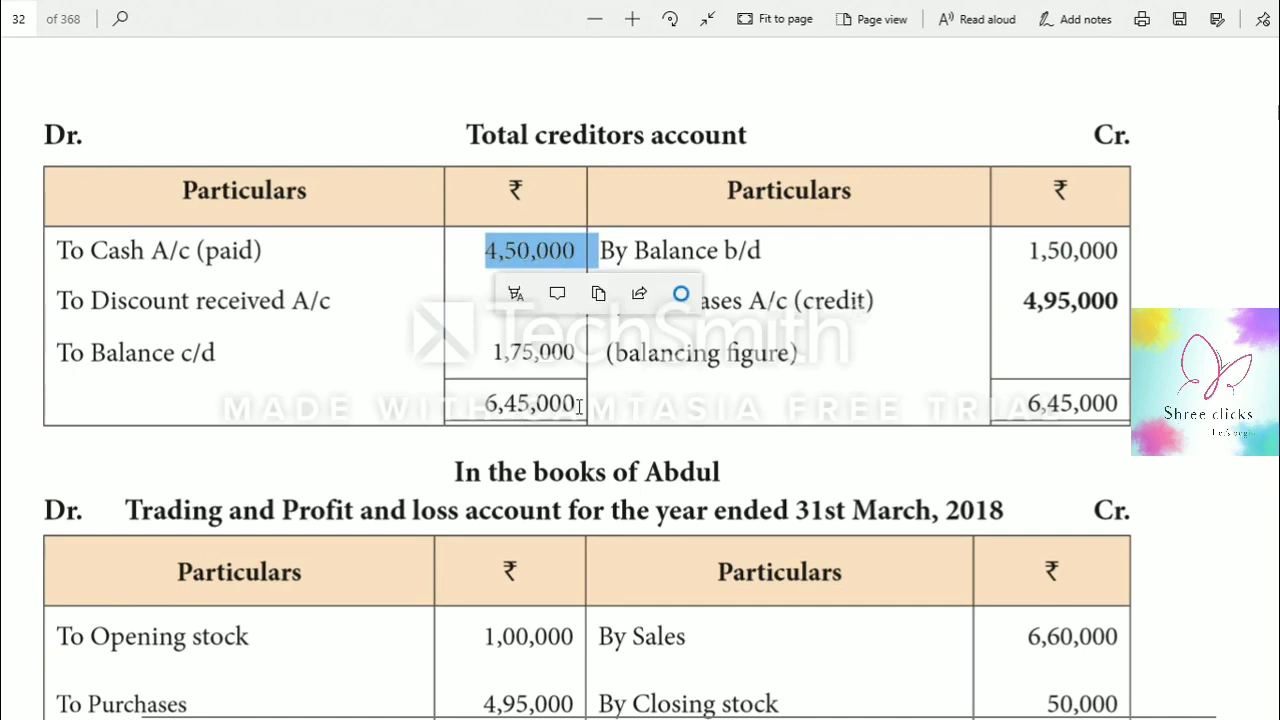 32 of 368 Fit to page Page view Read aloud Add notes
Dr. Total creditors account Cr.
Particulars ₹ Particulars ₹
To Cash A/c (paid) 4,50,000 By Balance b/d 1,50,000
To Discount received A/c ases A/c (credit) 4,95,000
To Balance c/d 1,75,000 (balancing figure)
6,45,000 6,45,000
TechSmith
MADE WITH CAMTASIA FREE TRIAL
Shree clicks
In the books of Abdul
Dr. Trading and Profit and loss account for the year ended 31st March, 2018 Cr.
Particulars ₹ Particulars ₹
To Opening stock 1,00,000 By Sales 6,60,000
To Purchases 4,95,000 By Closing stock 50,000